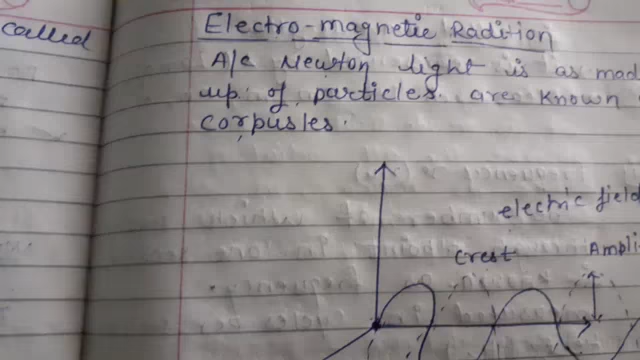 called
Electro-magnetic Radition
A/c Newton light is as mad
up of particles are known
corpusles.
electric field
Crest
Ampli